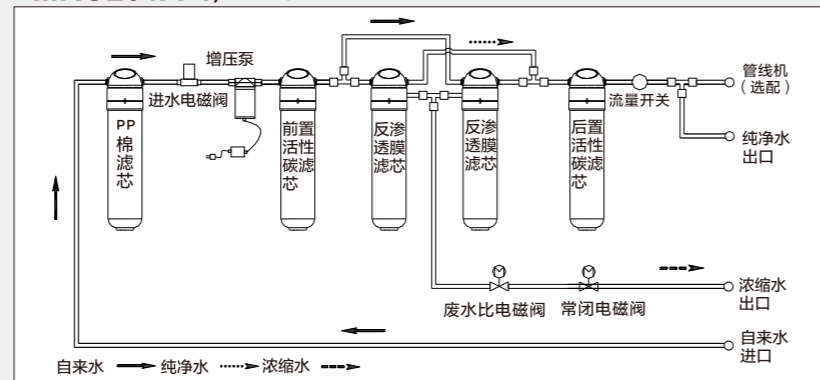 增压泵
进水电磁阀
PP
棉
滤
芯
前置
活性
碳滤
芯
反渗
透膜
滤芯
反渗
透膜
滤芯
后置
活性
碳滤
芯
流量开关
管线机
（选配）
纯净水
出口
废水比电磁阀 常闭电磁阀
浓缩水
出口
自来水
进口
自来水 纯净水 浓缩水